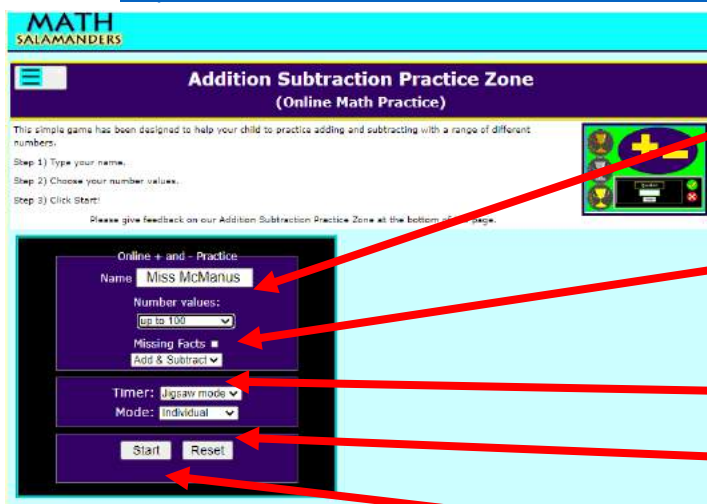 MATH
SALAMANDERS
Addition Subtraction Practice Zone
(Online Math Practice)
This simple game has been designed to help your child to practice adding and subtracting with a range of different
numbers.
Step 1) Type your name.
Step 2) Choose your number values.
Step 3) Click Start!
Please give feedback on our Addition Subtraction Practice Zone at the bottom of page.
Online + and - Practice
Name Miss McManus
Number values:
up to 100
Missing Facts
Add & Subtract
Timer: Jigsaw mode
Mode: Individual
Start Reset